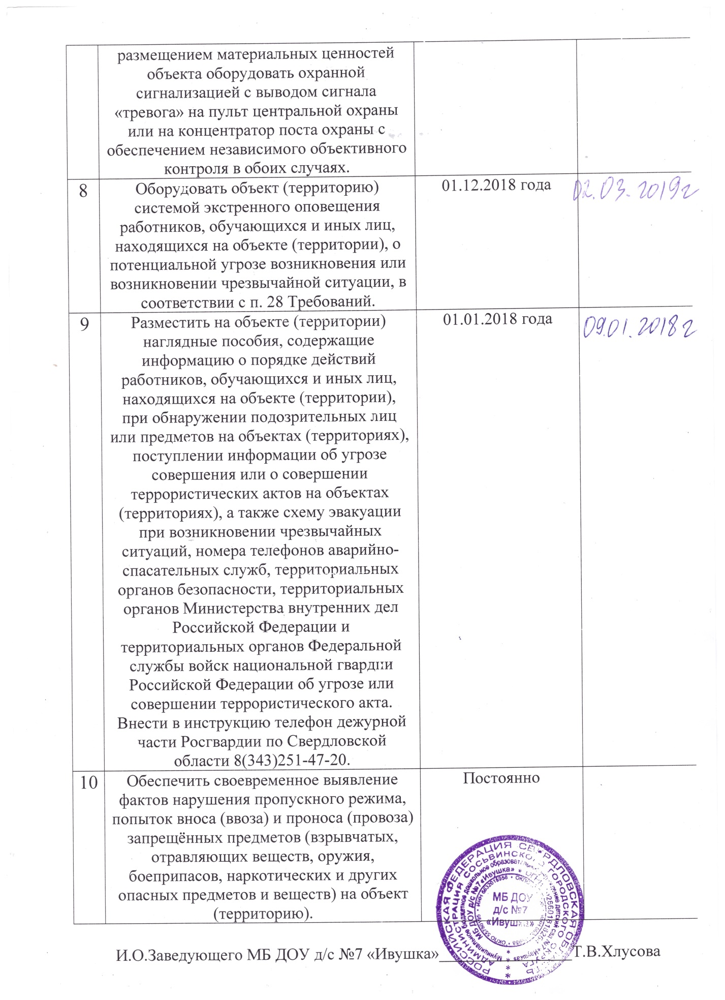 размещением материальных ценностей
объекта оборудовать охранной
сигнализацией с выводом сигнала
«тревога» на пульт центральной охраны
или на концентратор поста охраны с
обеспечением независимого объективного
контроля в обоих случаях.
8 Оборудовать объект (территорию) 01.12.2018 года 02.03.2019г
системой экстренного оповещения
работников, обучающихся и иных лиц,
находящихся на объекте (территории), о
потенциальной угрозе возникновения или
возникновении чрезвычайной ситуации, в
соответствии с п. 28 Требований.
9 Разместить на объекте (территории) 01.01.2018 года 09.01.2018г
наглядные пособия, содержащие
информацию о порядке действий
работников, обучающихся и иных лиц,
находящихся на объекте (территории),
при обнаружении подозрительных лиц
или предметов на объектах (территориях),
поступлении информации об угрозе
совершения или о совершении
террористических актов на объектах
(территориях), а также схему эвакуации
при возникновении чрезвычайных
ситуаций, номера телефонов аварийно-
спасательных служб, территориальных
органов безопасности, территориальных
органов Министерства внутренних дел
Российской Федерации и
территориальных органов Федеральной
службы войск национальной гвардии
Российской Федерации об угрозе или
совершении террористического акта.
Внести в инструкцию телефон дежурной
части Росгвардии по Свердловской
области 8(343)251-47-20.
10 Обеспечить своевременное выявление Постоянно
фактов нарушения пропускного режима,
попыток вноса (ввоза) и проноса (провоза)
запрещённых предметов (взрывчатых,
отравляющих веществ, оружия,
боеприпасов, наркотических и других
опасных предметов и веществ) на объект
(территорию).
РОССИЙСКАЯ ФЕДЕРАЦИЯ СВЕРДЛОВСКАЯ ОБЛАСТЬ
АДМИНИСТРАЦИЯ СОСЬВИНСКОГО ГОРОДСКОГО ОКРУГА
МБ ДОУ д/с №7 «Ивушка»
МБ ДОУ
д/с №7
«Ивушка»
И.О.Заведующего МБ ДОУ д/с №7 «Ивушка»________________Т.В.Хлусова